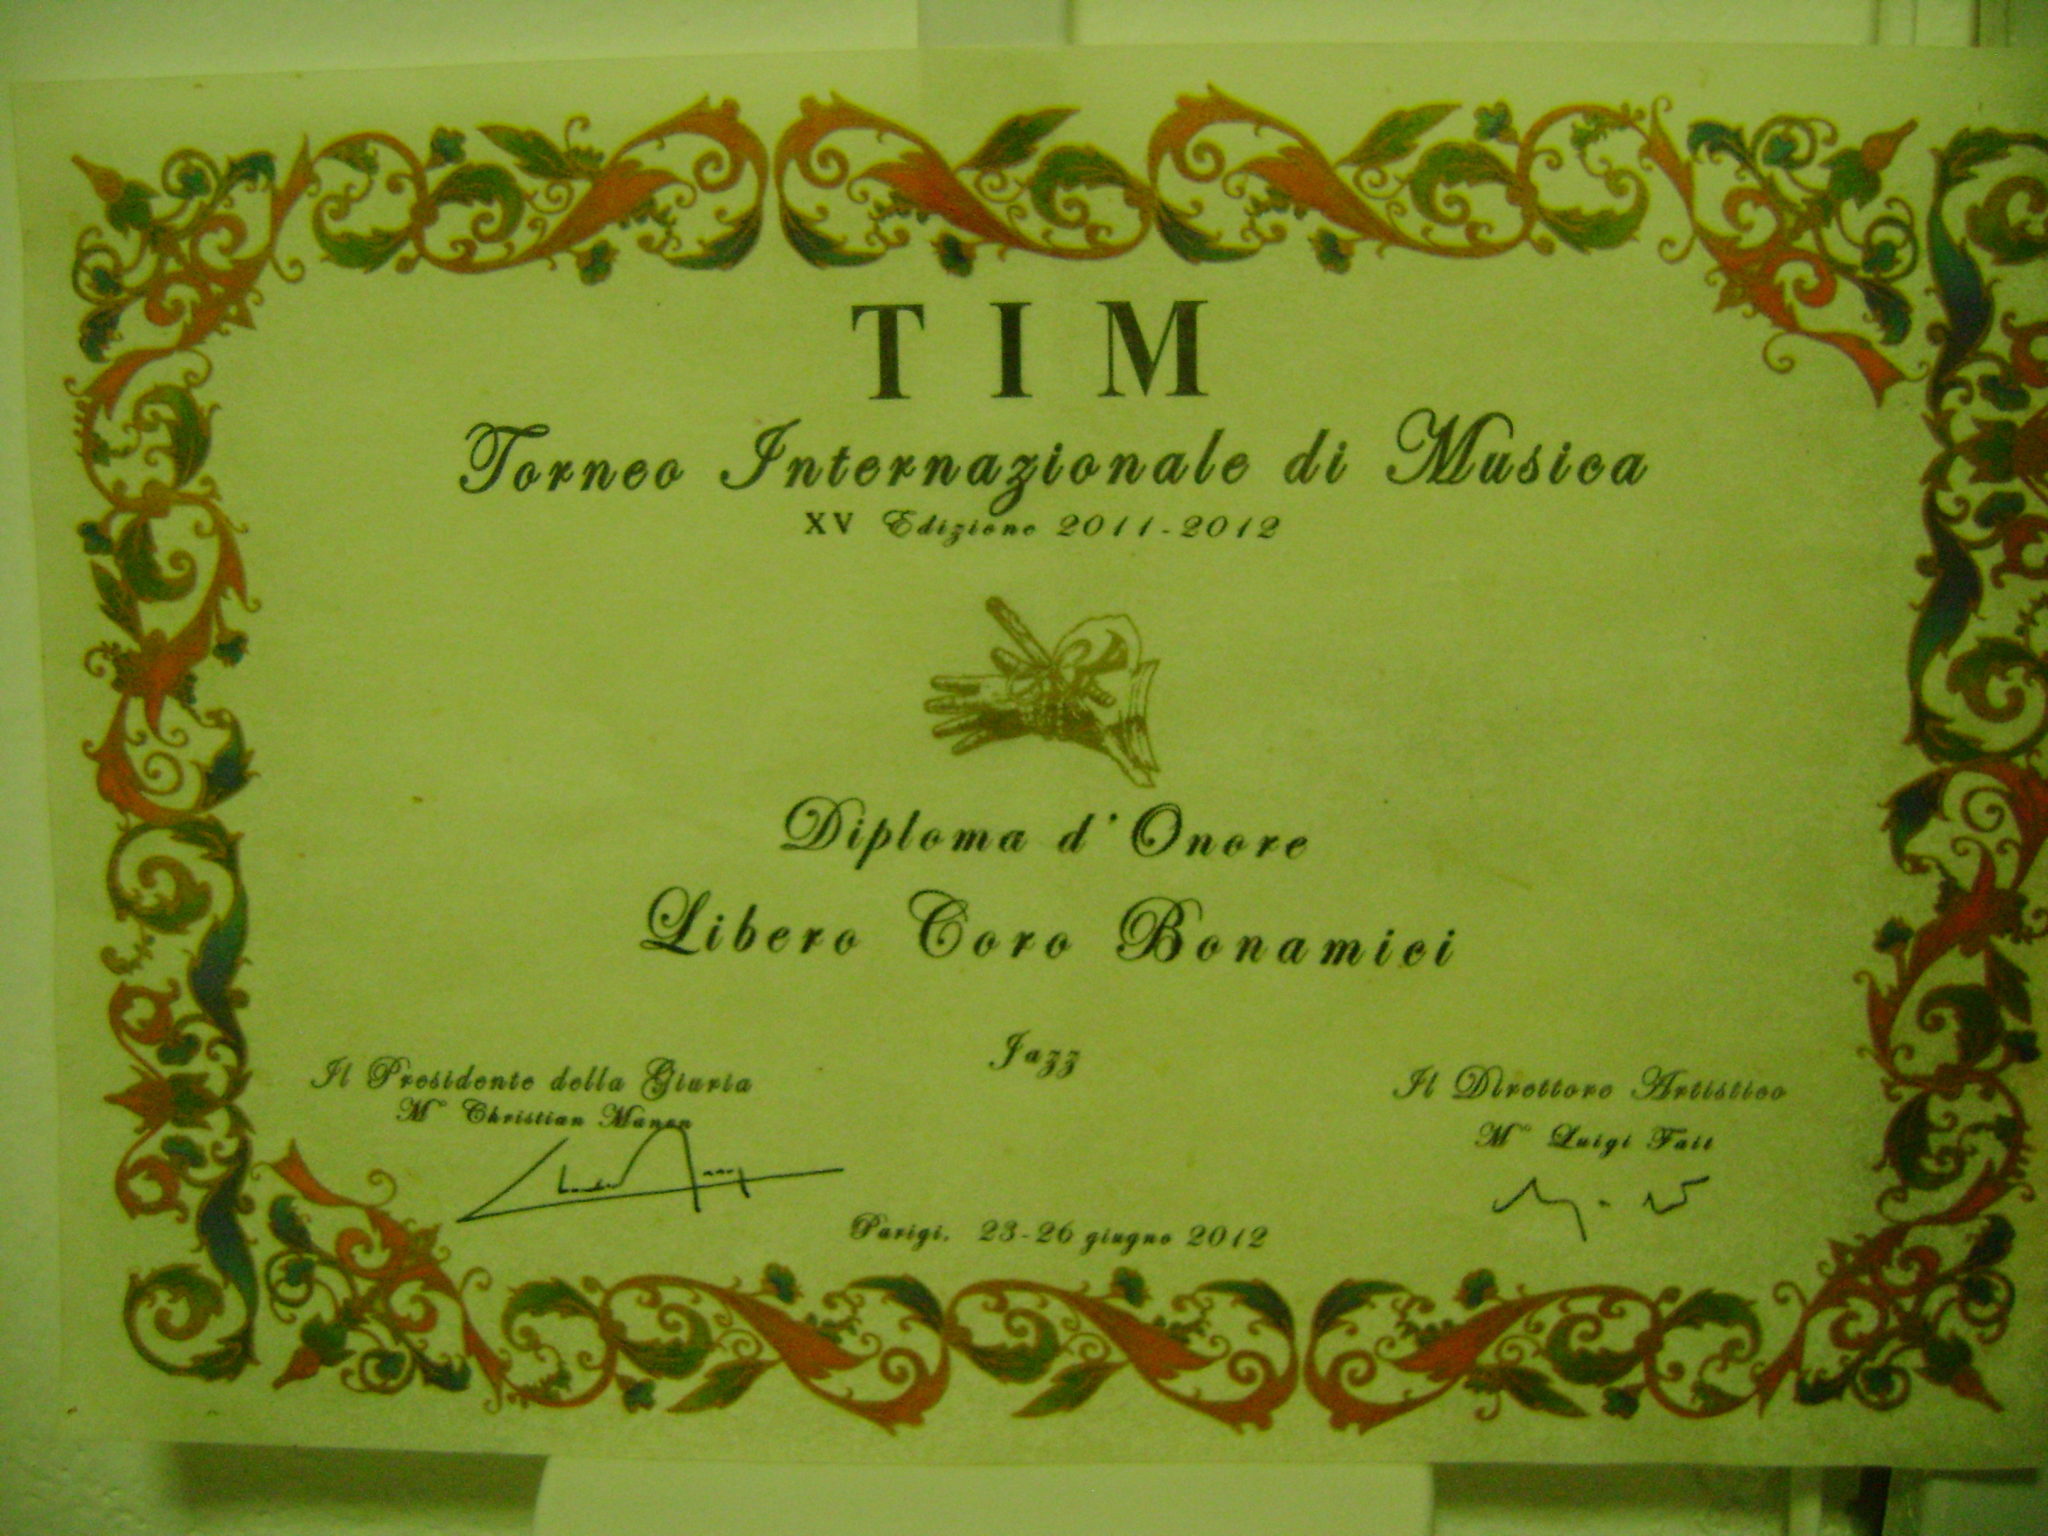 TIM
Torneo Internazionale di Musica
XV Edizione 2011-2012
Diploma d'Onore
Libero Coro Bonamici
Jazz
Il Presidente della Giuria
M° Christian Manen
Il Direttore Artistico
M° Luigi Fait
Parigi, 23-26 giugno 2012